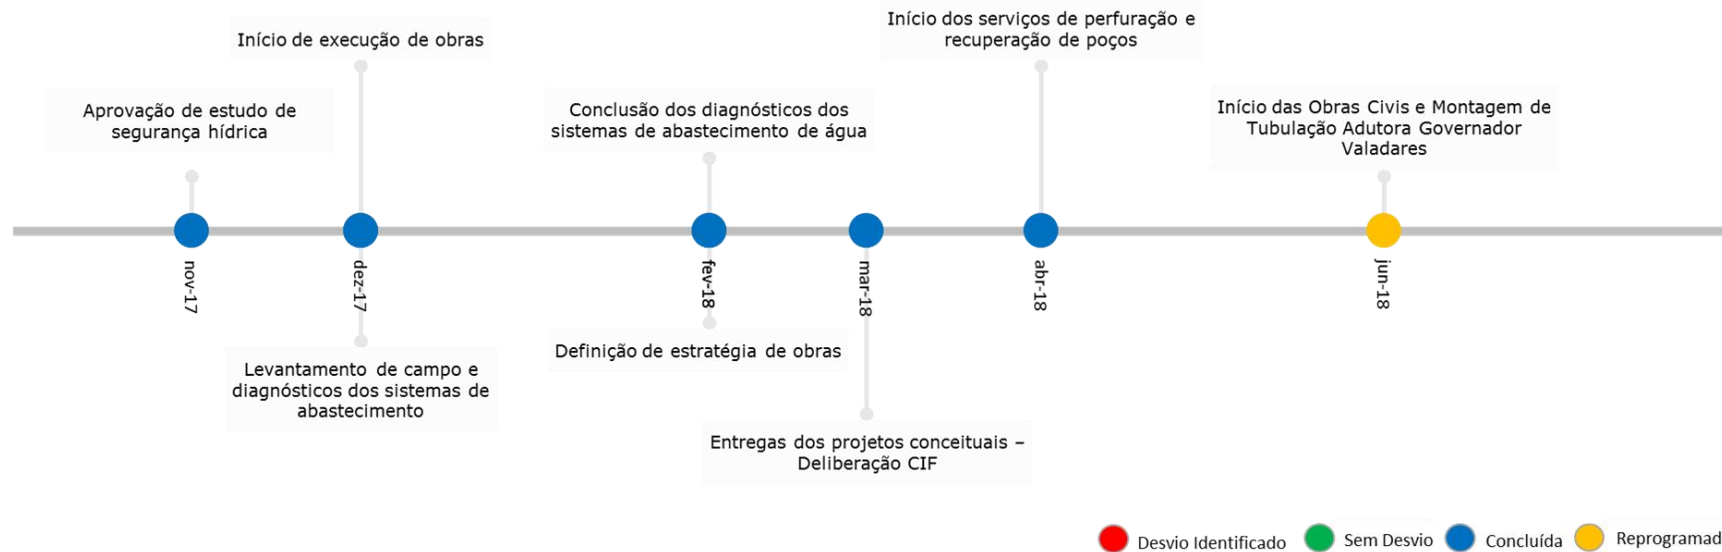 Início dos serviços de perfuração e
recuperação de poços
Início de execução de obras
Aprovação de estudo de
segurança hídrica
Conclusão dos diagnósticos dos
sistemas de abastecimento de água
Início das Obras Civis e Montagem de
Tubulação Adutora Governador
Valadares
nov-17
dez-17
fev-18
mar-18
abr-18
jun-18
Levantamento de campo e
diagnósticos dos sistemas de
abastecimento
Definição de estratégia de obras
Entregas dos projetos conceituais –
Deliberação CIF
Desvio Identificado
Sem Desvio
Concluída
Reprogramad